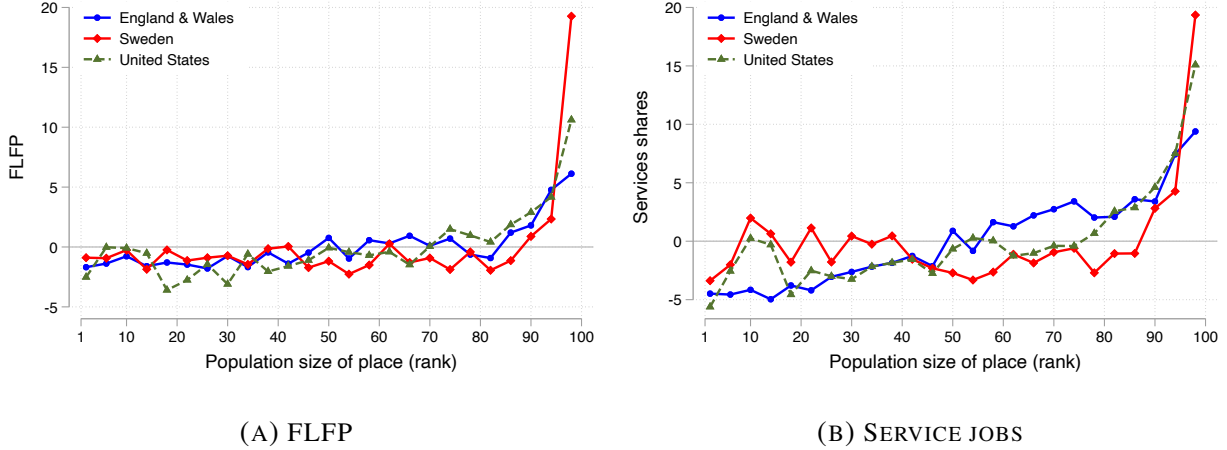 England & Wales
Sweden
United States
FLFP
20
15
10
5
0
-5
1 10 20 30 40 50 60 70 80 90 100
Population size of place (rank)
(A) FLFP
England & Wales
Sweden
United States
Services shares
20
15
10
5
0
-5
1 10 20 30 40 50 60 70 80 90 100
Population size of place (rank)
(B) SERVICE JOBS